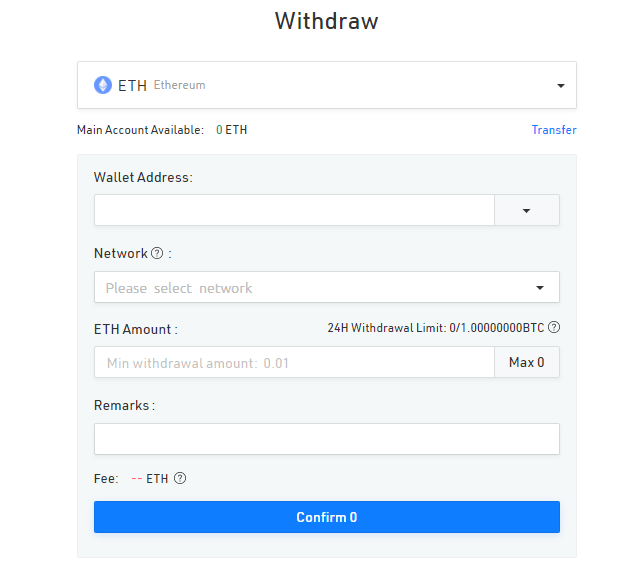 Withdraw
ETH Ethereum
Main Account Available: 0 ETH Transfer
Wallet Address:
Network ? :
Please select network
ETH Amount : 24H Withdrawal Limit: 0/1.00000000BTC ?
Min withdrawal amount: 0.01 Max 0
Remarks :
Fee: -- ETH ?
Confirm 0